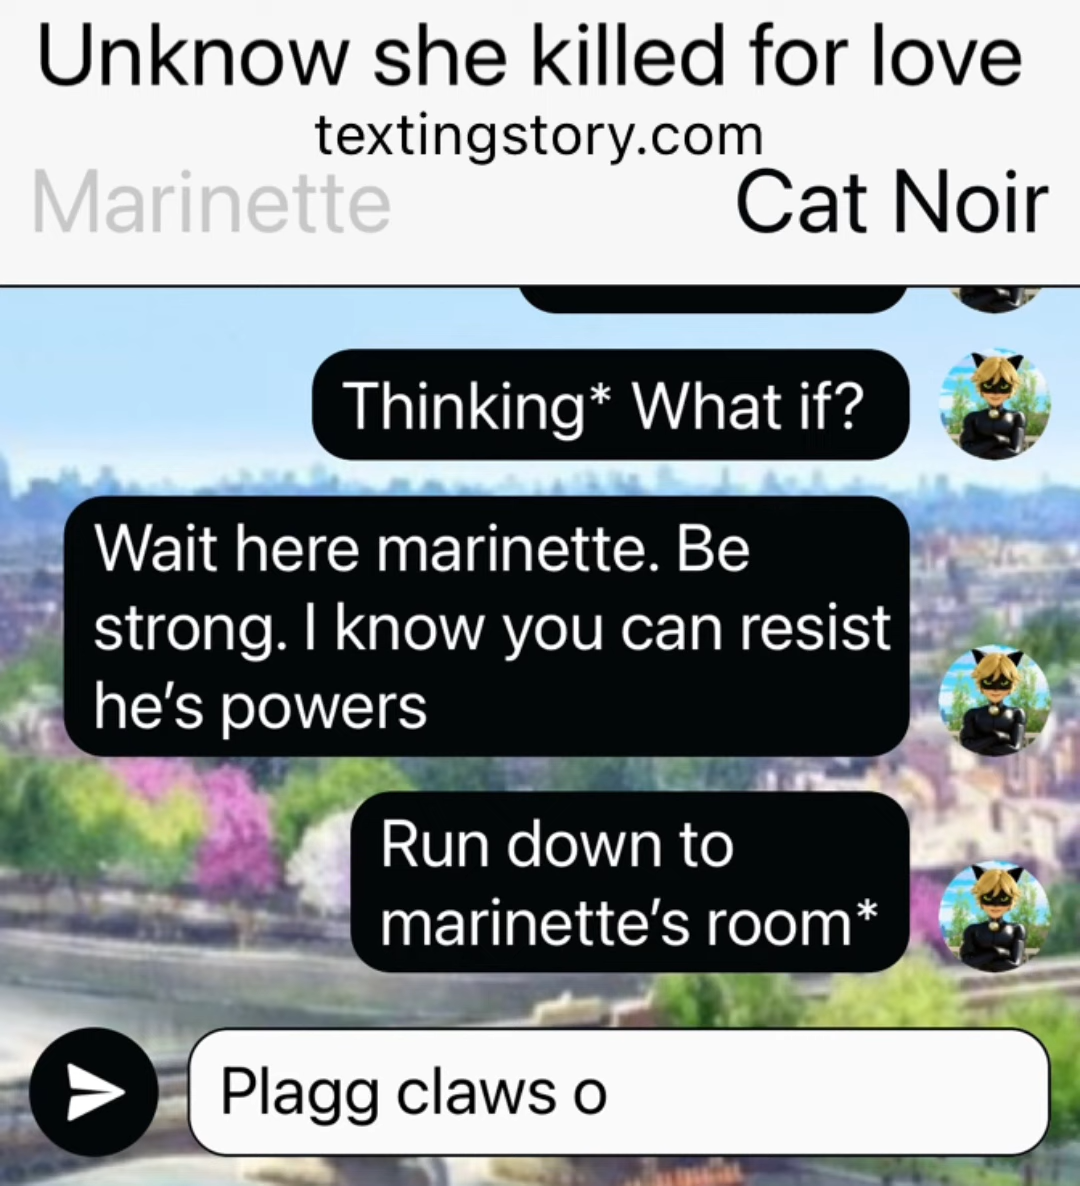 Unknow she killed for love
textingstory.com
Marinette
Cat Noir
Thinking* What if?
Wait here marinette. Be
strong. I know you can resist
he's powers
Run down to
marinette's room*
Plagg claws o